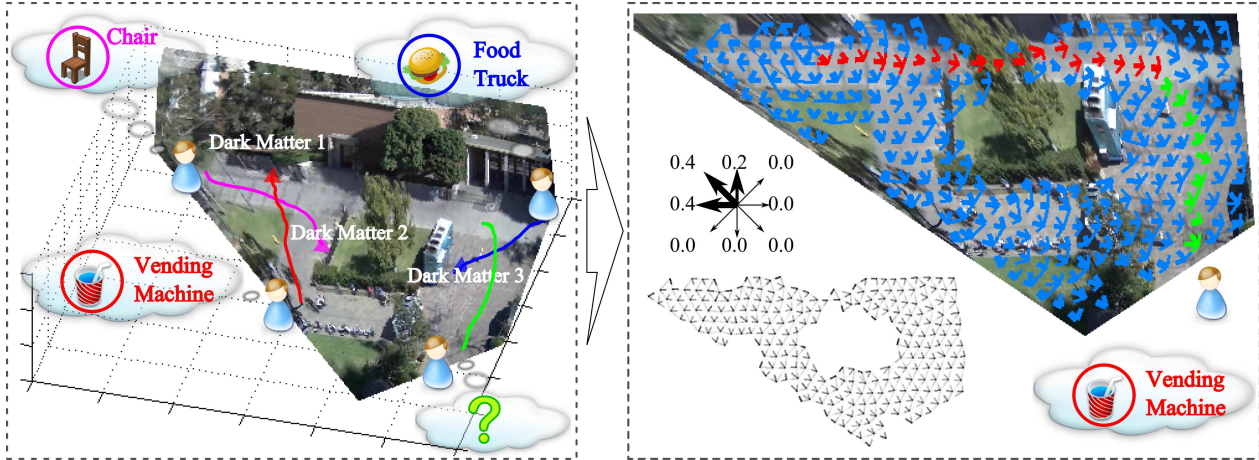 Chair
Food
Truck
Dark Matter 1
Dark Matter 2
Dark Matter 3
Vending
Machine
?
0.4 0.2 0.0
0.4 0.0
0.0 0.0 0.0
Vending
Machine